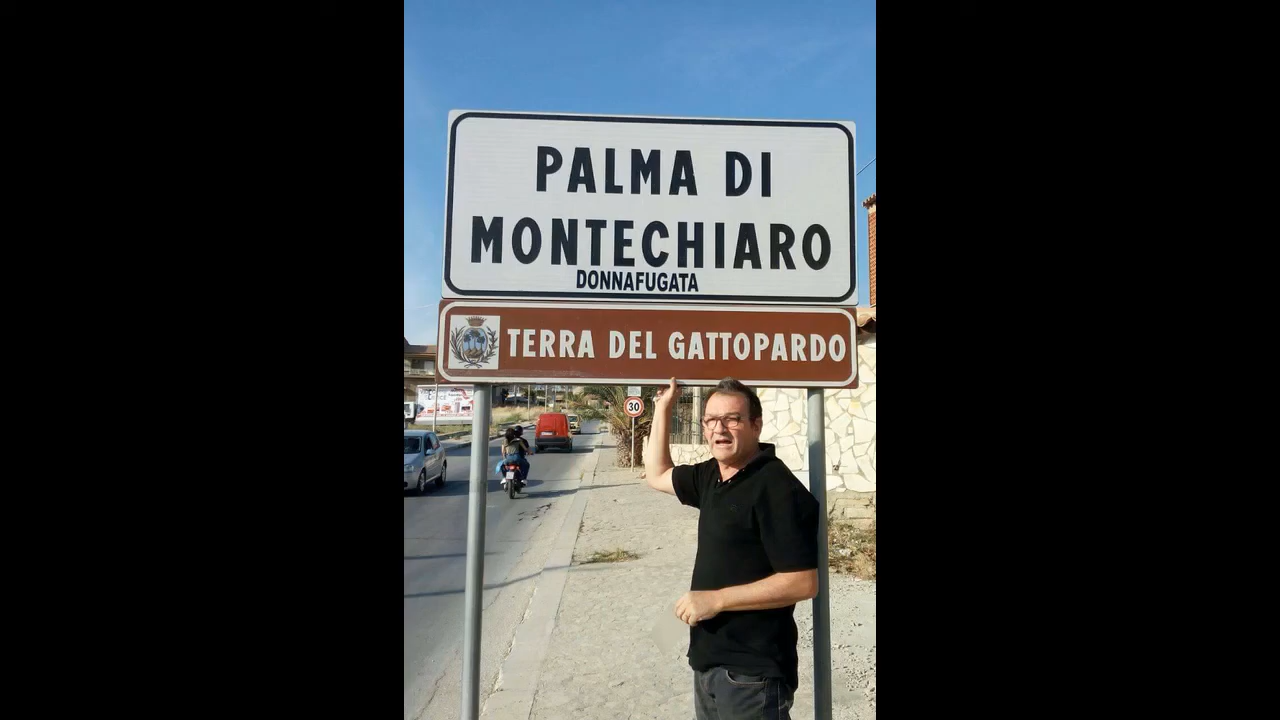 PALMA DI
MONTECHIARO
DONNAFUGATA
TERRA DEL GATTOPARDO
30